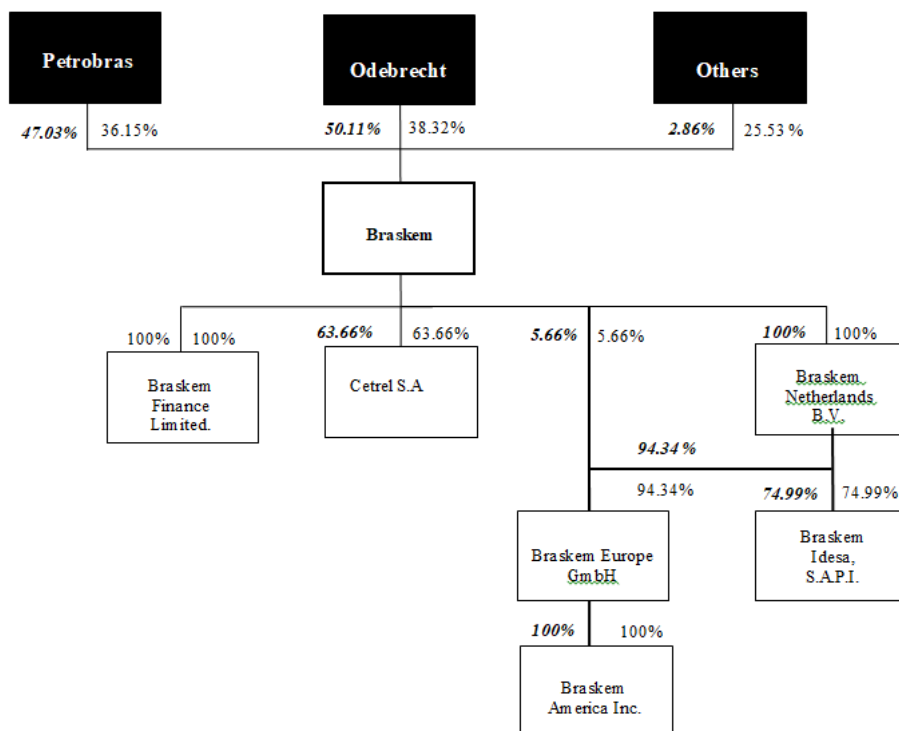 Petrobras
Odebrecht
Others
47.03% 36.15%
50.11% 38.32%
2.86% 25.53 %
Braskem
100% 100%
63.66% 63.66%
5.66% 5.66%
100% 100%
Braskem
Finance
Limited.
Cetrel S.A
Braskem
Netherlands
B.V.
94.34 %
94.34%
74.99% 74.99%
Braskem Europe
GmbH
Braskem
Idesa,
S.A.P.I.
100% 100%
Braskem
America Inc.